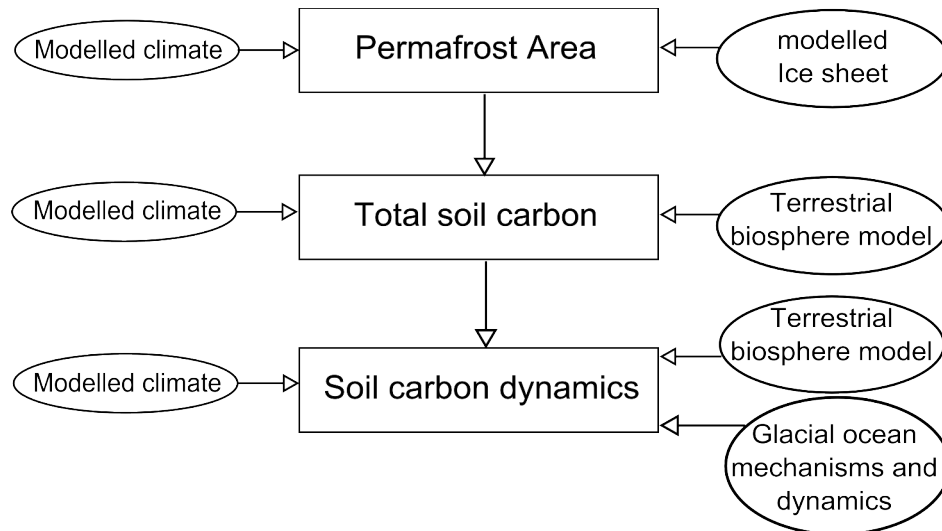 Modelled climate
Permafrost Area
modelled
Ice sheet
Modelled climate
Total soil carbon
Terrestrial
biosphere model
Modelled climate
Soil carbon dynamics
Terrestrial
biosphere model
Glacial ocean
mechanisms and
dynamics